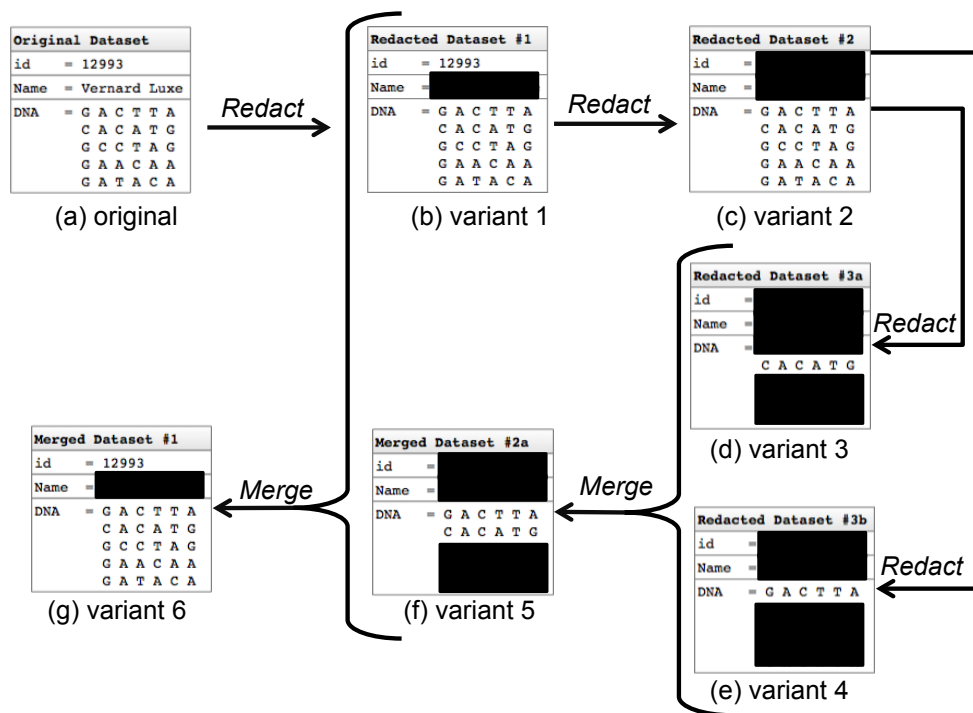 Original Dataset
id = 12993
Name = Vernard Luxe
DNA = G A C T T A
C A C A T G
G C C T A G
G A A C A A
G A T A C A
(a) original
Redact
Redacted Dataset #1
id = 12993
Name =
DNA = G A C T T A
C A C A T G
G C C T A G
G A A C A A
G A T A C A
(b) variant 1
Redact
Redacted Dataset #2
id =
Name =
DNA = G A C T T A
C A C A T G
G C C T A G
G A A C A A
G A T A C A
(c) variant 2
Redacted Dataset #3a
id =
Name =
DNA =
C A C A T G
(d) variant 3
Redact
Merged Dataset #1
id = 12993
Name =
DNA = G A C T T A
C A C A T G
G C C T A G
G A A C A A
G A T A C A
(g) variant 6
Merge
Merged Dataset #2a
id =
Name =
DNA = G A C T T A
C A C A T G
(f) variant 5
Merge
Redacted Dataset #3b
id =
Name =
DNA = G A C T T A
(e) variant 4
Redact